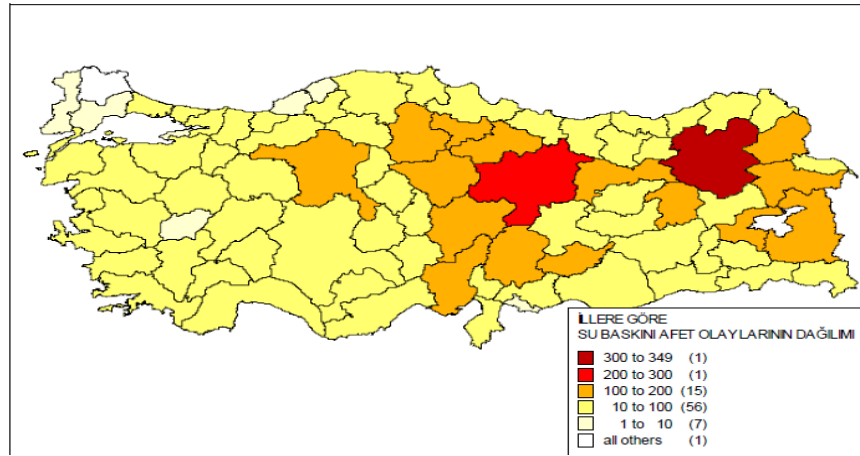 İLLERE GÖRE
SU BASKINI AFET OLAYLARININ DAĞILIMI
300 to 349 (1)
200 to 300 (1)
100 to 200 (15)
10 to 100 (56)
1 to 10 (7)
all others (1)